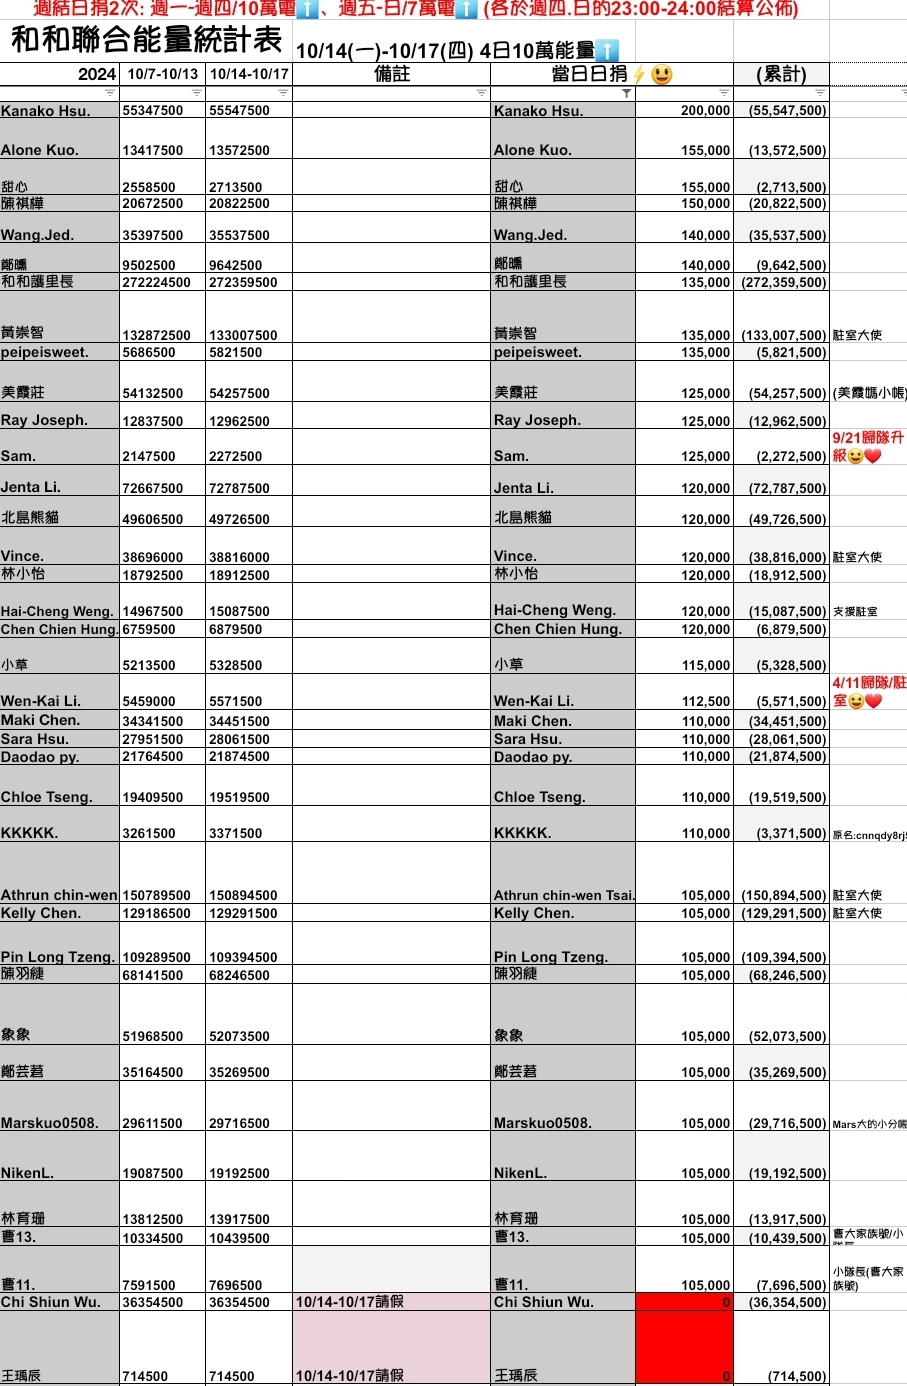 週結日捐2次: 週一-週四/10萬電⬆️、週五-日/7萬電⬆️ (各於週四.日的23:00-24:00結算公佈)
和和聯合能量統計表 10/14(一)-10/17(四) 4日10萬能量⬆️
2024 10/7-10/13 10/14-10/17 備註 當日日捐⚡😃 (累計)
Kanako Hsu. 55347500 55547500 Kanako Hsu. 200,000 (55,547,500)
Alone Kuo. 13417500 13572500 Alone Kuo. 155,000 (13,572,500)
甜心 2558500 2713500 甜心 155,000 (2,713,500)
陳祺樺 20672500 20822500 陳祺樺 150,000 (20,822,500)
Wang.Jed. 35397500 35537500 Wang.Jed. 140,000 (35,537,500)
鄭曛 9502500 9642500 鄭曛 140,000 (9,642,500)
和和護里長 272224500 272359500 和和護里長 135,000 (272,359,500)
黃崇智 132872500 133007500 黃崇智 135,000 (133,007,500) 駐室大使
peipeisweet. 5686500 5821500 peipeisweet. 135,000 (5,821,500)
美霞莊 54132500 54257500 美霞莊 125,000 (54,257,500) (美霞媽小帳)
Ray Joseph. 12837500 12962500 Ray Joseph. 125,000 (12,962,500)
9/21歸隊升
Sam. 2147500 2272500 Sam. 125,000 (2,272,500) 級😀❤️
Jenta Li. 72667500 72787500 Jenta Li. 120,000 (72,787,500)
北島熊貓 49606500 49726500 北島熊貓 120,000 (49,726,500)
Vince. 38696000 38816000 Vince. 120,000 (38,816,000) 駐室大使
林小怡 18792500 18912500 林小怡 120,000 (18,912,500)
Hai-Cheng Weng. 14967500 15087500 Hai-Cheng Weng. 120,000 (15,087,500) 支援駐室
Chen Chien Hung. 6759500 6879500 Chen Chien Hung. 120,000 (6,879,500)
小草 5213500 5328500 小草 115,000 (5,328,500)
4/11歸隊/駐
Wen-Kai Li. 5459000 5571500 Wen-Kai Li. 112,500 (5,571,500) 室😀❤️
Maki Chen. 34341500 34451500 Maki Chen. 110,000 (34,451,500)
Sara Hsu. 27951500 28061500 Sara Hsu. 110,000 (28,061,500)
Daodao py. 21764500 21874500 Daodao py. 110,000 (21,874,500)
Chloe Tseng. 19409500 19519500 Chloe Tseng. 110,000 (19,519,500)
KKKKK. 3261500 3371500 KKKKK. 110,000 (3,371,500) 原名:cnnqdy8rj
Athrun chin-wen 150789500 150894500 Athrun chin-wen Tsai. 105,000 (150,894,500) 駐室大使
Kelly Chen. 129186500 129291500 Kelly Chen. 105,000 (129,291,500) 駐室大使
Pin Long Tzeng. 109289500 109394500 Pin Long Tzeng. 105,000 (109,394,500)
陳羽緁 68141500 68246500 陳羽緁 105,000 (68,246,500)
象象 51968500 52073500 象象 105,000 (52,073,500)
鄭芸莙 35164500 35269500 鄭芸莙 105,000 (35,269,500)
Marskuo0508. 29611500 29716500 Marskuo0508. 105,000 (29,716,500) Mars大的小分帳
NikenL. 19087500 19192500 NikenL. 105,000 (19,192,500)
林育珊 13812500 13917500 林育珊 105,000 (13,917,500)
曹13. 10334500 10439500 曹13. 105,000 (10,439,500) 曹大家族號/小
小隊長(曹大家
曹11. 7591500 7696500 曹11. 105,000 (7,696,500) 族號)
Chi Shiun Wu. 36354500 36354500 10/14-10/17請假 Chi Shiun Wu. 0 (36,354,500)
王瑀辰 714500 714500 10/14-10/17請假 王瑀辰 0 (714,500)